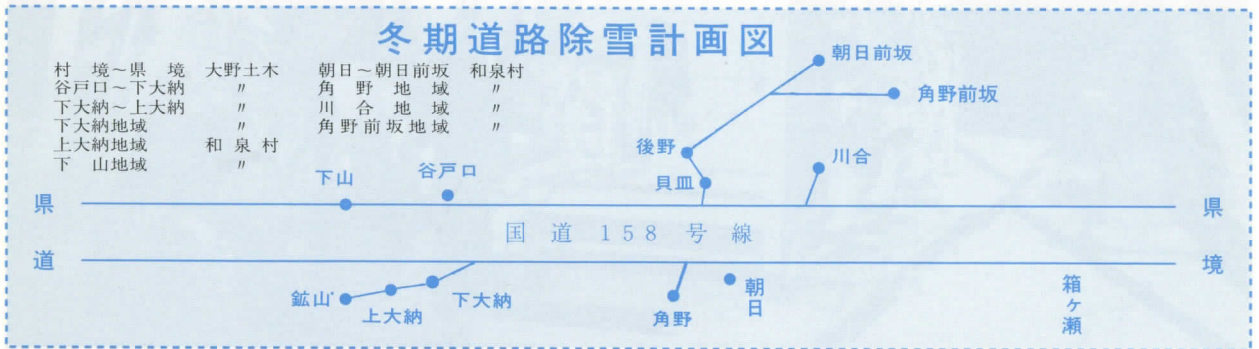 冬期道路除雪計画図
村境～県境 大野土木 朝日～朝日前坂 和泉村
谷戸口～下大納 〃 角野地域 〃
下大納～上大納 〃 川合地域 〃
下大納地域 〃 角野前坂地域 〃
上大納地域 和泉村
下山地域 〃
朝日前坂
角野前坂
後野
川合
貝皿
下山
谷戸口
県道
国道158号線
県境
鉱山
上大納
下大納
角野
朝日
箱ヶ瀬